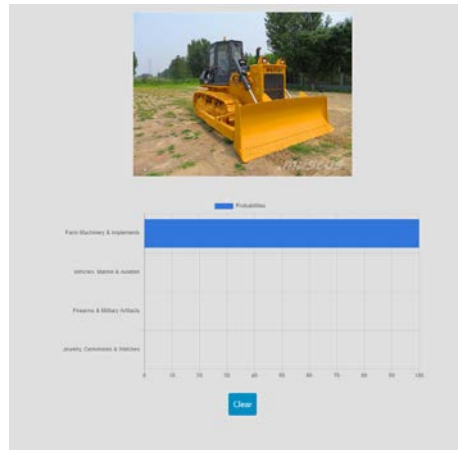 Probabilities
Farm Machinery & Implements
Vehicles, Marine & Aviation
Firearms & Military Artifacts
Jewelry, Gemstones & Watches
0 10 20 30 40 50 60 70 80 90 100
Clear